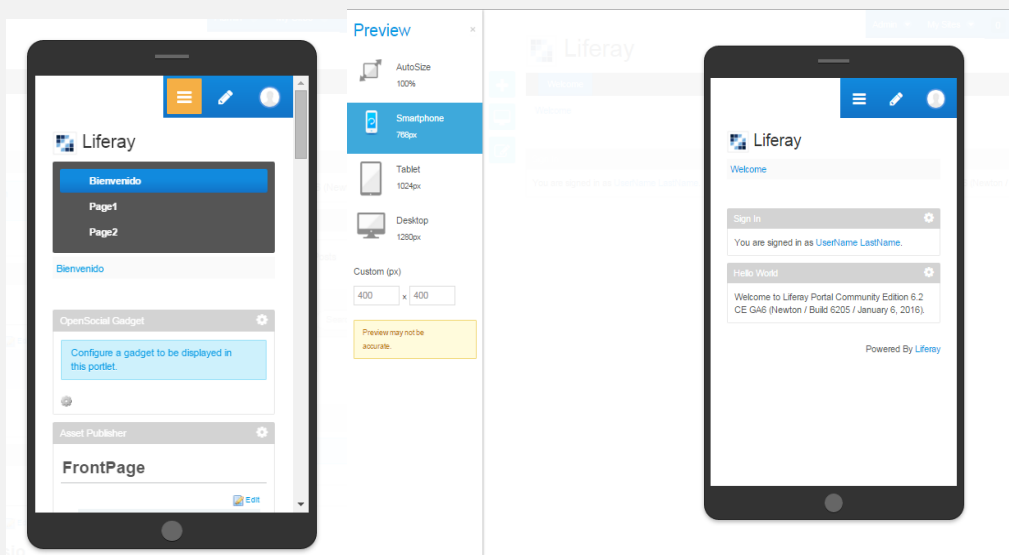 Liferay
Bienvenido
Page1
Page2
Bienvenido
OpenSocial Gadget
Configure a gadget to be displayed in
this portlet.
Asset Publisher
FrontPage
Edit
Preview
×
AutoSize
100%
Smartphone
768px
Tablet
1024px
Desktop
1280px
Custom (px)
400 x 400
Preview may not be
accurate.
Liferay
Liferay
Welcome
Sign In
You are signed in as UserName LastName.
Hello World
Welcome to Liferay Portal Community Edition 6.2
CE GA6 (Newton / Build 6205 / January 6, 2016).
Powered By Liferay